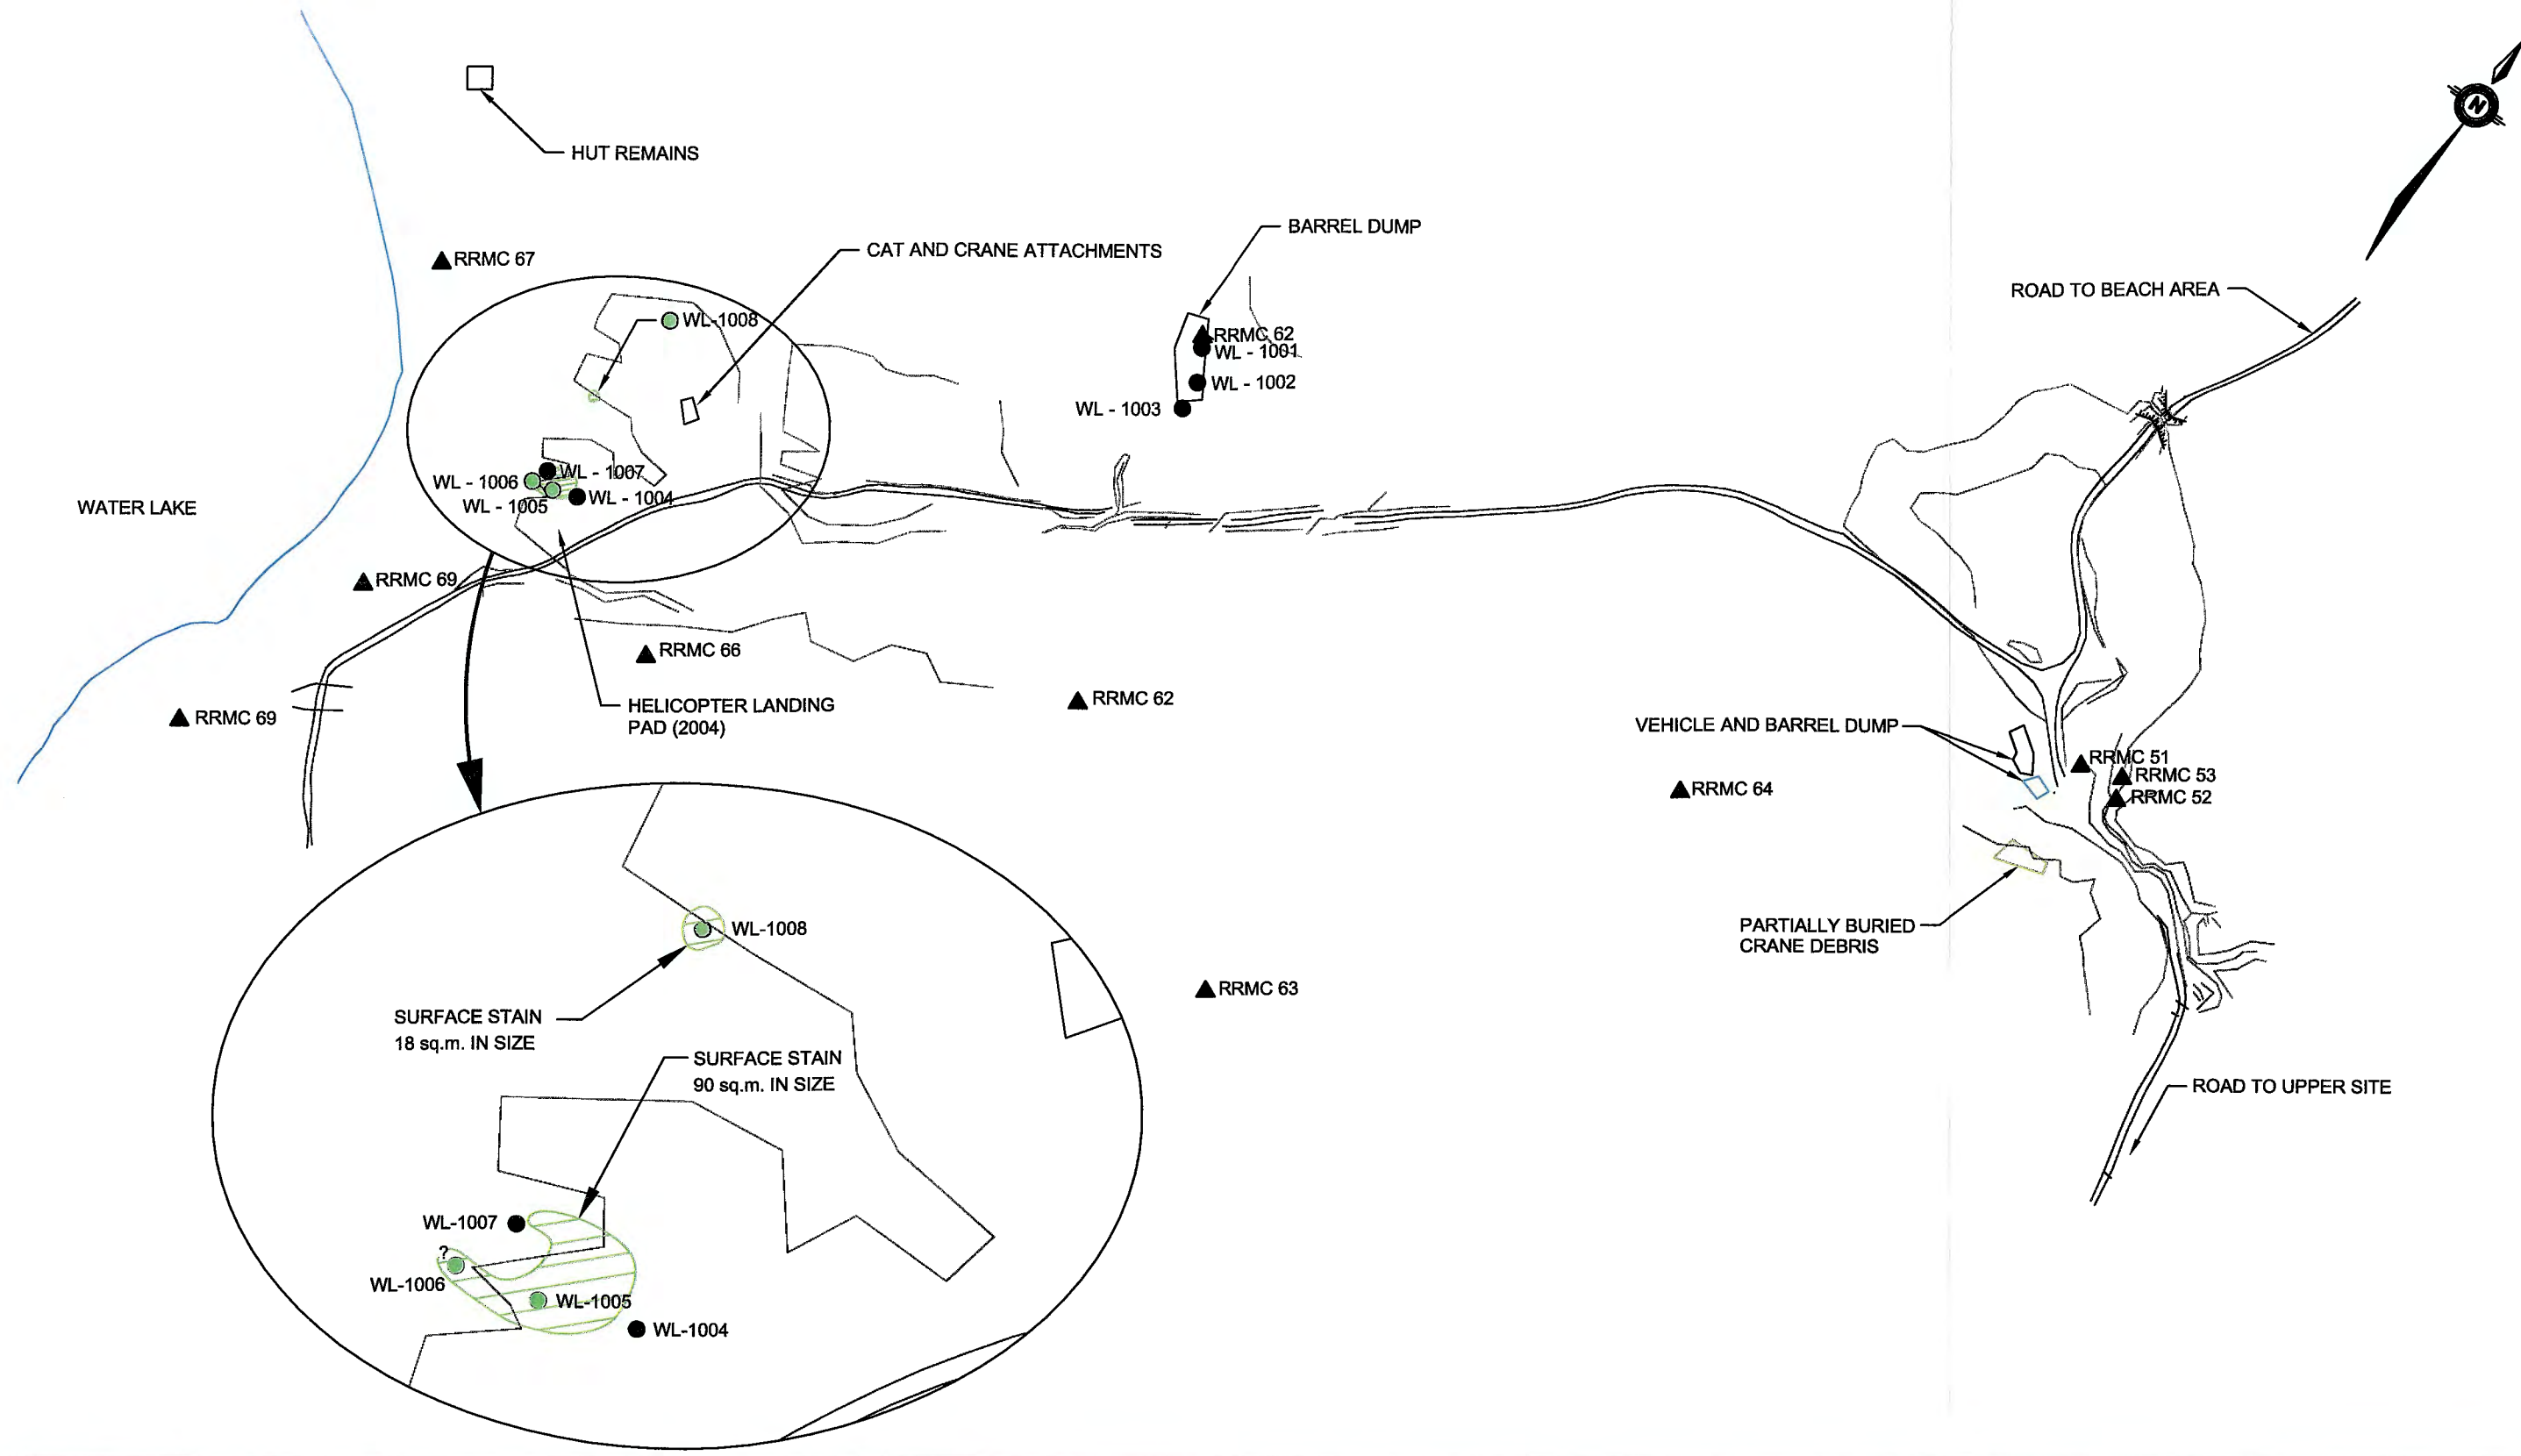 N
HUT REMAINS
BARREL DUMP
CAT AND CRANE ATTACHMENTS
RRMC 67
ROAD TO BEACH AREA
WL-1008
RRMC 62
WL - 1001
WL - 1002
WL - 1003
WL - 1007
WL - 1006
WL - 1004
WL - 1005
WATER LAKE
RRMC 69
RRMC 66
RRMC 62
HELICOPTER LANDING
PAD (2004)
RRMC 69
VEHICLE AND BARREL DUMP
RRMC 51
RRMC 53
RRMC 64
RRMC 52
WL-1008
PARTIALLY BURIED
CRANE DEBRIS
RRMC 63
SURFACE STAIN
18 sq.m. IN SIZE
SURFACE STAIN
90 sq.m. IN SIZE
ROAD TO UPPER SITE
WL-1007
?
WL-1006
WL-1005
WL-1004